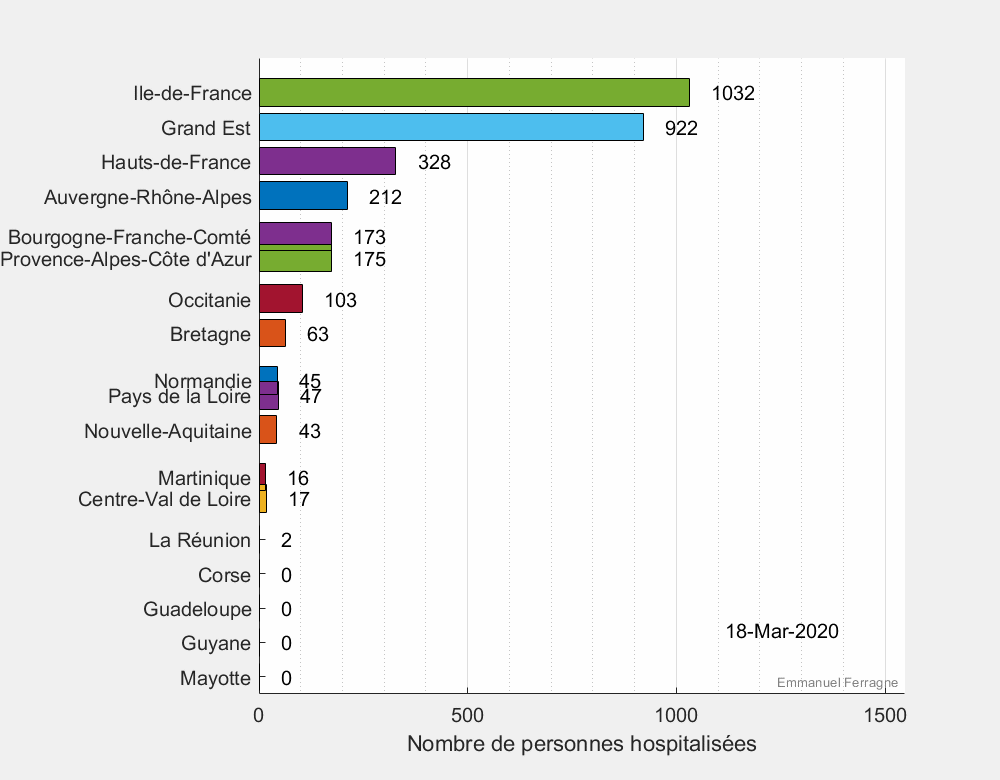 Ile-de-France 1032
Grand Est 922
Hauts-de-France 328
Auvergne-Rhône-Alpes 212
Bourgogne-Franche-Comté 173
Provence-Alpes-Côte d'Azur 175
Occitanie 103
Bretagne 63
Normandie 45
Pays de la Loire 47
Nouvelle-Aquitaine 43
Martinique 16
Centre-Val de Loire 17
La Réunion 2
Corse 0
Guadeloupe 0
18-Mar-2020
Guyane 0
Mayotte 0
Emmanuel Ferragne
0 500 1000 1500
Nombre de personnes hospitalisées